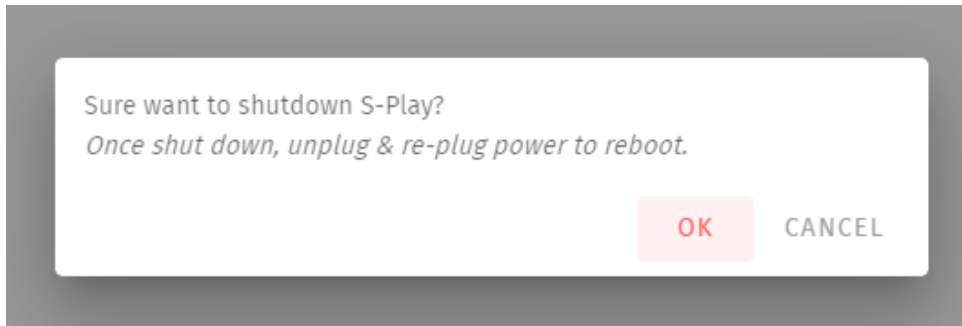 Sure want to shutdown S-Play?
Once shut down, unplug & re-plug power to reboot.
OK CANCEL